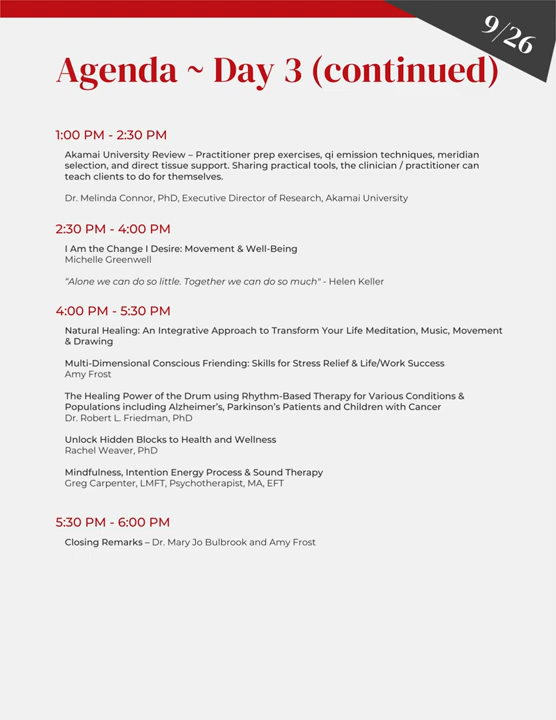 9/26
Agenda ~ Day 3 (continued)
1:00 PM - 2:30 PM
Akamai University Review – Practitioner prep exercises, qi emission techniques, meridian
selection, and direct tissue support. Sharing practical tools, the clinician / practitioner can
teach clients to do for themselves.
Dr. Melinda Connor, PhD, Executive Director of Research, Akamai University
2:30 PM - 4:00 PM
I Am the Change I Desire: Movement & Well-Being
Michelle Greenwell
“Alone we can do so little. Together we can do so much" - Helen Keller
4:00 PM - 5:30 PM
Natural Healing: An Integrative Approach to Transform Your Life Meditation, Music, Movement
& Drawing
Multi-Dimensional Conscious Friending: Skills for Stress Relief & Life/Work Success
Amy Frost
The Healing Power of the Drum using Rhythm-Based Therapy for Various Conditions &
Populations including Alzheimer’s, Parkinson’s Patients and Children with Cancer
Dr. Robert L. Friedman, PhD
Unlock Hidden Blocks to Health and Wellness
Rachel Weaver, PhD
Mindfulness, Intention Energy Process & Sound Therapy
Greg Carpenter, LMFT, Psychotherapist, MA, EFT
5:30 PM - 6:00 PM
Closing Remarks – Dr. Mary Jo Bulbrook and Amy Frost